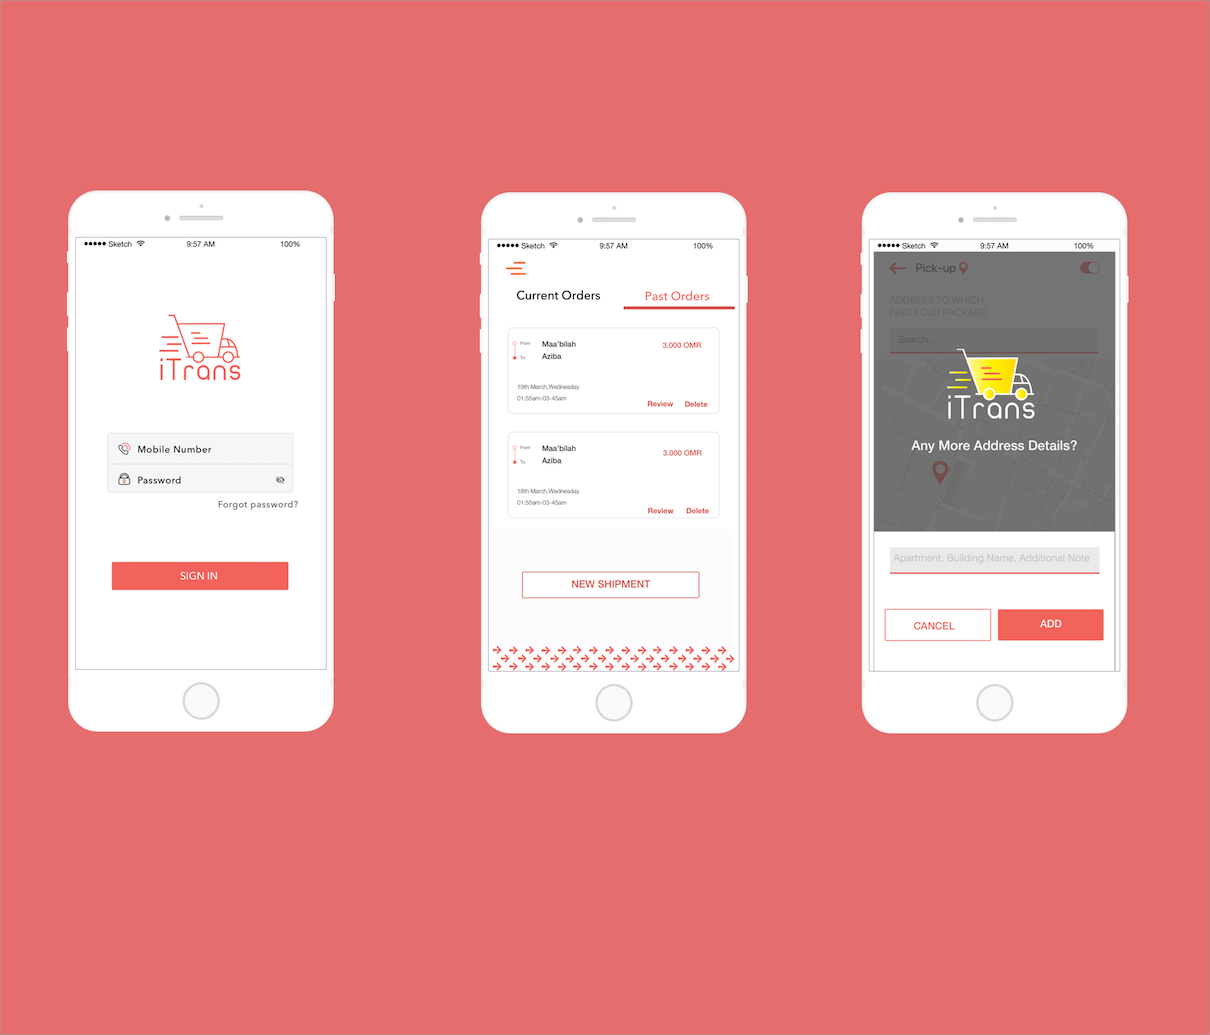 Sketch 9:57 AM 100%
iTrans
Mobile Number
Password
Forgot password?
SIGN IN
Sketch 9:57 AM 100%
Current Orders Past Orders
From Maa'bilah 3.000 OMR
To Aziba
19th March,Wednesday
01:55am-03-45am
Review Delete
From Maa'bilah 3.000 OMR
To Aziba
18th March,Wednesday
01:55am-03-45am
Review Delete
NEW SHIPMENT
Sketch 9:57 AM 100%
Pick-up
ADDRESS TO WHICH
FIND YOUR PACKAGE
Search ...
iTrans
Any More Address Details?
Apartment, Building Name, Additional Note
CANCEL ADD